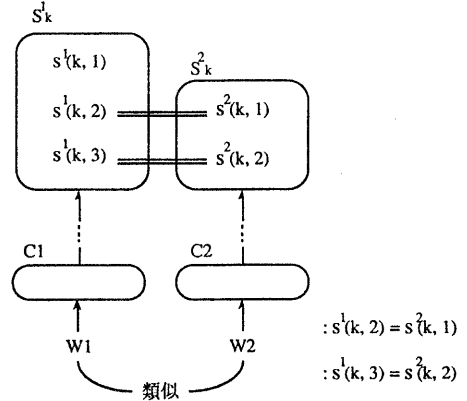 S¹k
s¹(k, 1)
s¹(k, 2)
s¹(k, 3)
S²k
s²(k, 1)
s²(k, 2)
C1
C2
W1
W2
類似
: s¹(k, 2) = s²(k, 1)
: s¹(k, 3) = s²(k, 2)